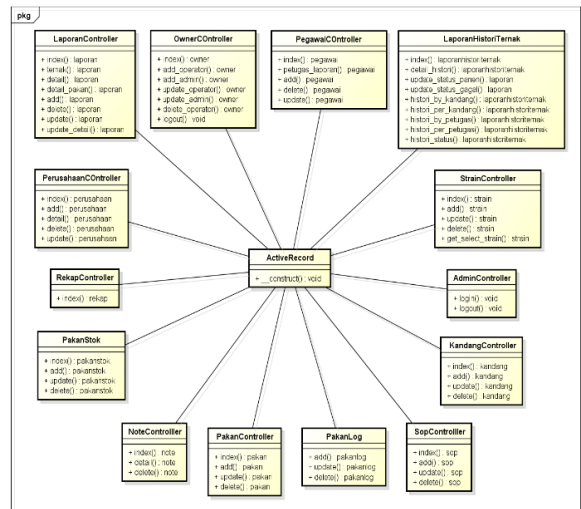 pkg
LaporanController
+ index() : laporan
+ ternak() : laporan
+ detail() : laporan
+ detail_pakan() : laporan
+ add() : laporan
+ delete() : laporan
+ update() : laporan
+ update_detail() : laporan
OwnerCOntroller
+ index() : owner
+ add_operator() : owner
+ add_admin() : owner
+ update_operator() : owner
+ update_admin() : owner
+ delete_operator() : owner
+ logout() : void
PegawaiCOntroller
+ index() : pegawai
+ petugas_laporan() : pegawai
+ add() : pegawai
+ delete() : pegawai
+ update() : pegawai
LaporanHistoriTernak
+ index() : laporanhistoriternak
+ detail_histori() : laporanhistoriternak
+ update_status_panen() : laporan
+ update_status_gagal() : laporan
+ histori_by_kandang() : laporanhistoriternak
+ histori_per_kandang() : laporanhistoriternak
+ histori_by_petugas() : laporanhistoriternak
+ histori_per_petugas() : laporanhistoriternak
+ histori_status() : laporanhistoriternak
PerusahaanCOntroller
+ index() : perusahaan
+ add() : perusahaan
+ detail() : perusahaan
+ delete() : perusahaan
+ update() : perusahaan
StrainController
+ index() : strain
+ add() : strain
+ update() : strain
+ delete() : strain
+ get_select_strain() : strain
ActiveRecord
+ __construct() : void
RekapController
+ index() : rekap
AdminController
+ login() : void
+ logout() : void
PakanStok
+ index() : pakanstok
+ add() : pakanstok
+ update() : pakanstok
+ delete() : pakanstok
KandangController
+ index() : kandang
+ add() : kandang
+ update() : kandang
+ delete() : kandang
NoteController
+ index() : note
+ detail() : note
+ delete() : note
PakanController
+ index() : pakan
+ add() : pakan
+ update() : pakan
+ delete() : pakan
PakanLog
+ add() : pakanlog
+ update() : pakanlog
+ delete() : pakanlog
SopController
+ index() : sop
+ add() : sop
+ update() : sop
+ delete() : sop